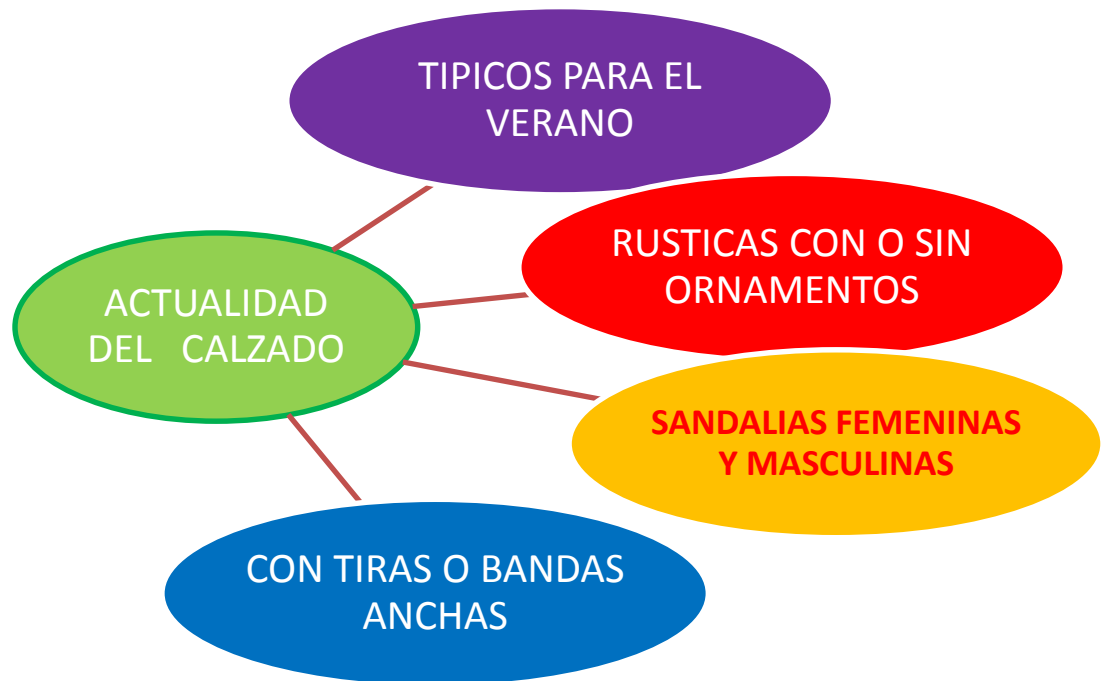 TIPICOS PARA EL
VERANO
RUSTICAS CON O SIN
ORNAMENTOS
ACTUALIDAD
DEL CALZADO
SANDALIAS FEMENINAS
Y MASCULINAS
CON TIRAS O BANDAS
ANCHAS